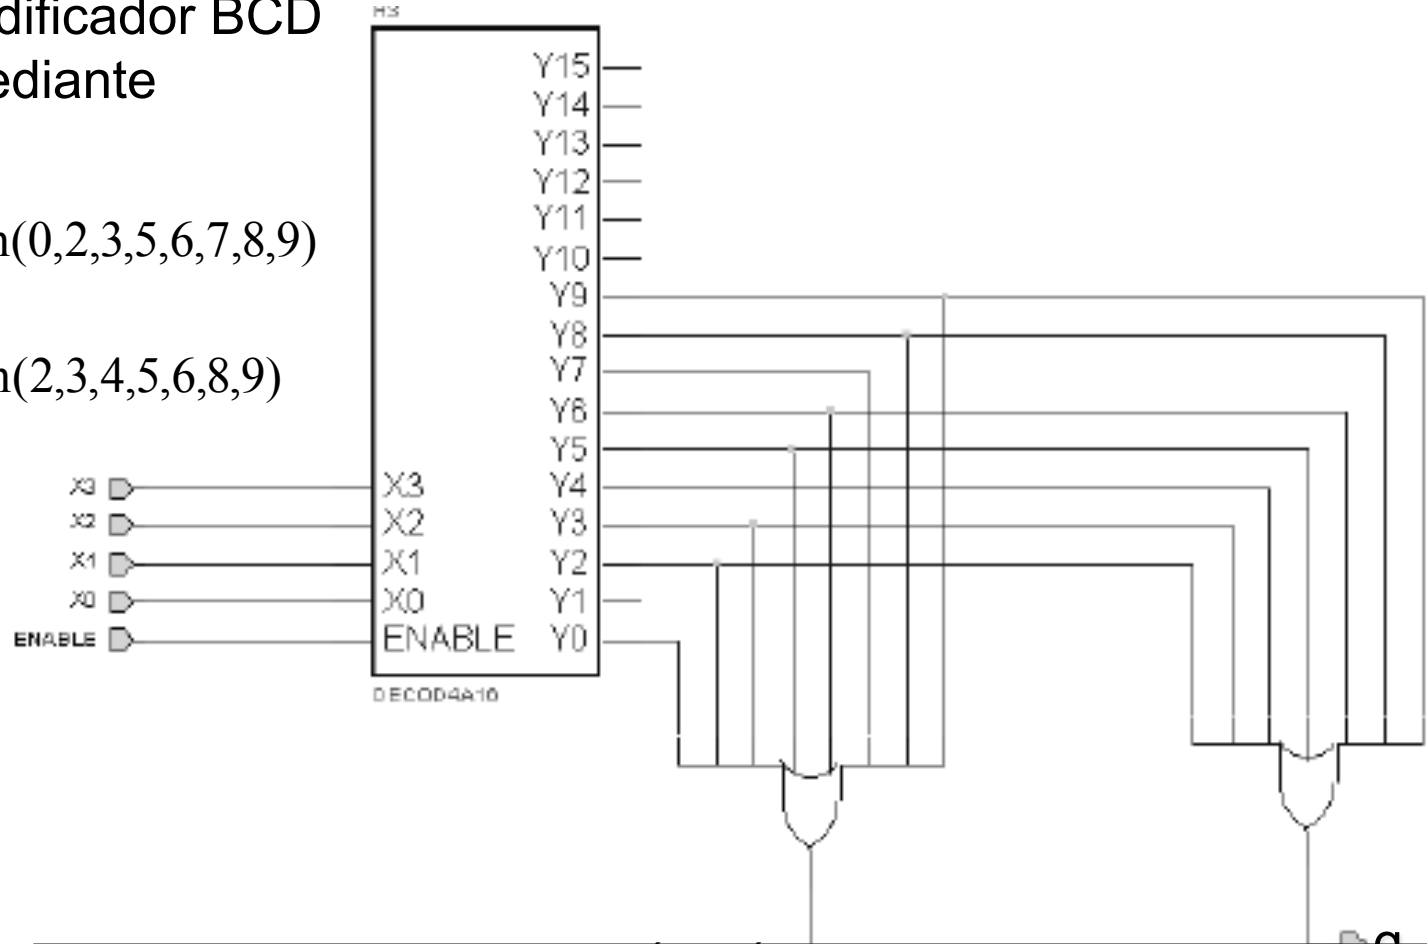 dificador BCD
ediante
H3
n(0,2,3,5,6,7,8,9)
n(2,3,4,5,6,8,9)
Y15
Y14
Y13
Y12
Y11
Y10
Y9
Y8
Y7
Y6
Y5
X3 X3 Y4
X2 X2 Y3
X1 X1 Y2
X0 X0 Y1
ENABLE ENABLE Y0
DECOD4A16